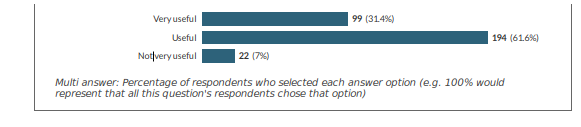 Very useful 99 (31.4%)
Useful 194 (61.6%)
Not very useful 22 (7%)
Multi answer: Percentage of respondents who selected each answer option (e.g. 100% would
represent that all this question's respondents chose that option)